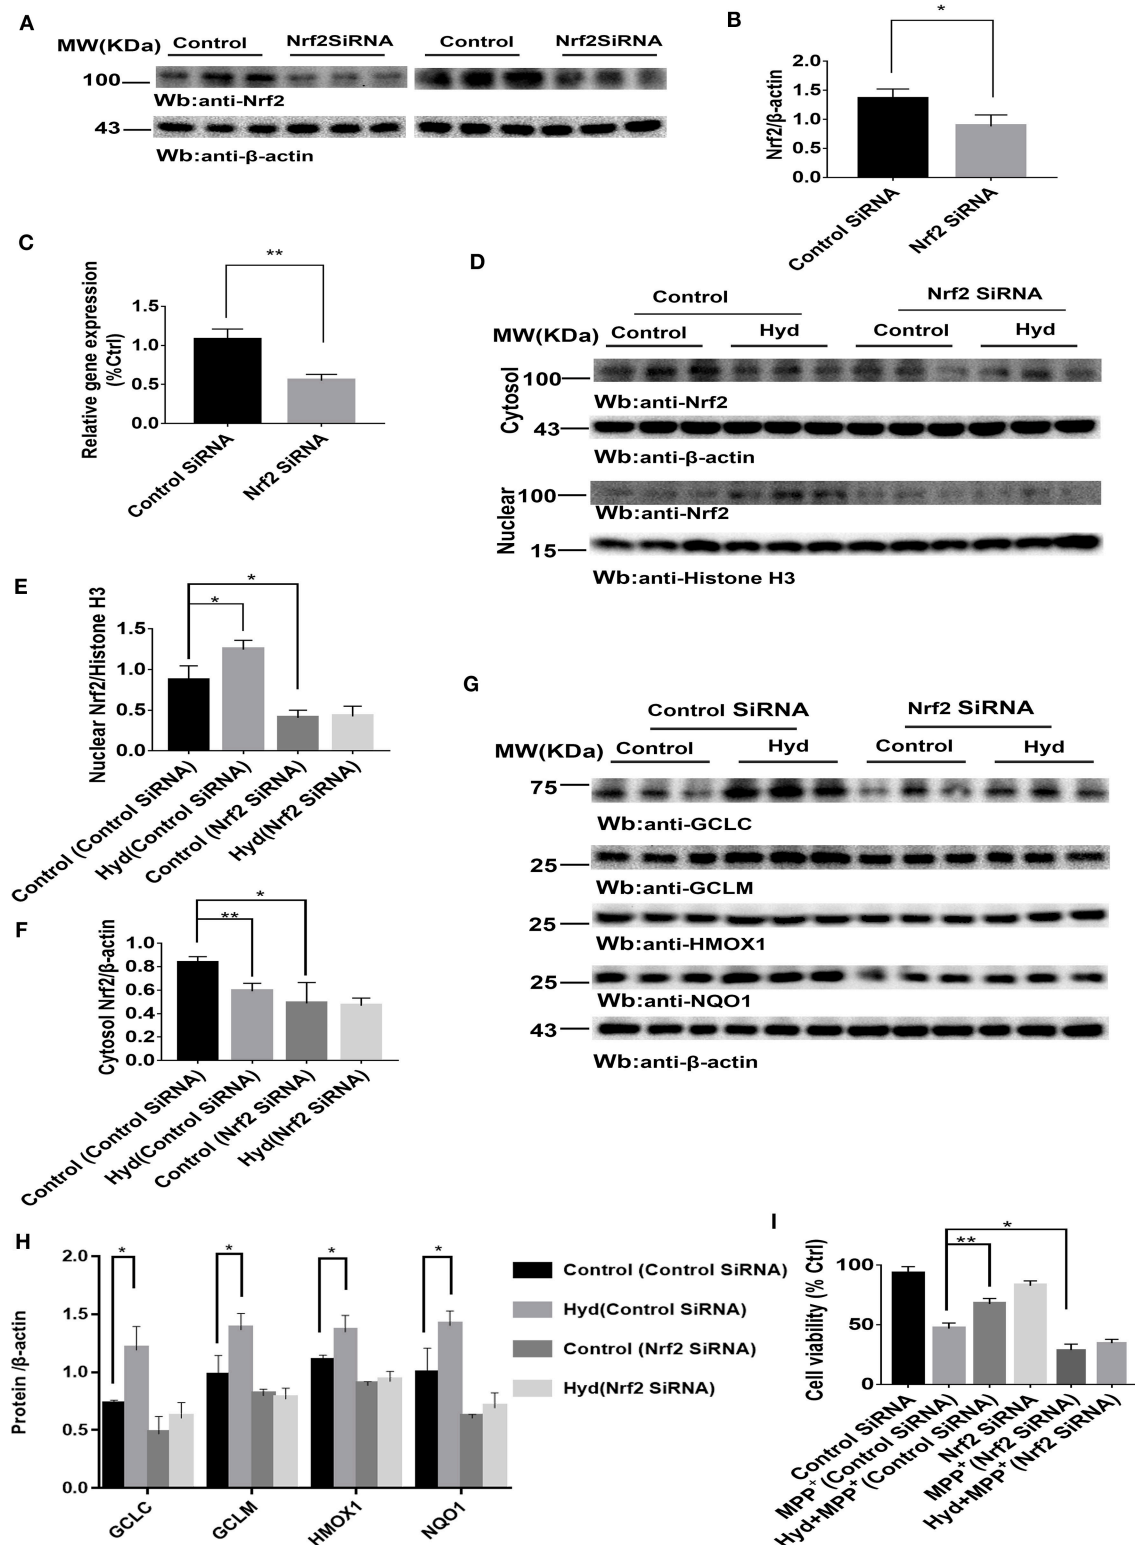 A
MW(KDa)
Control
Nrf2SiRNA
Control
Nrf2SiRNA
100
Wb:anti-Nrf2
43
Wb:anti-β-actin
B
*
Nrf2/β-actin
2.0
1.5
1.0
0.5
0.0
Control SiRNA
Nrf2 SiRNA
C
**
Relative gene expression
(%Ctrl)
1.5
1.0
0.5
0.0
Control SiRNA
Nrf2 SiRNA
D
Control
Nrf2 SiRNA
MW(KDa)
Control
Hyd
Control
Hyd
Cytosol
100
Wb:anti-Nrf2
43
Wb:anti-β-actin
Nuclear
100
Wb:anti-Nrf2
15
Wb:anti-Histone H3
E
*
*
Nuclear Nrf2/Histone H3
1.5
1.0
0.5
0.0
Control (Control SiRNA)
Hyd(Control SiRNA)
Control (Nrf2 SiRNA)
Hyd(Nrf2 SiRNA)
F
*
**
Cytosol Nrf2/β-actin
1.0
0.8
0.6
0.4
0.2
0.0
Control (Control SiRNA)
Hyd(Control SiRNA)
Control (Nrf2 SiRNA)
Hyd(Nrf2 SiRNA)
G
Control SiRNA
Nrf2 SiRNA
MW(KDa)
Control
Hyd
Control
Hyd
75
Wb:anti-GCLC
25
Wb:anti-GCLM
25
Wb:anti-HMOX1
25
Wb:anti-NQO1
43
Wb:anti-β-actin
H
* * * *
Protein /β-actin
2.0
1.5
1.0
0.5
0.0
GCLC
GCLM
HMOX1
NQO1
Control (Control SiRNA)
Hyd(Control SiRNA)
Control (Nrf2 SiRNA)
Hyd(Nrf2 SiRNA)
I
*
**
Cell viability (% Ctrl)
100
50
0
Control SiRNA
MPP⁺ (Control SiRNA)
Hyd+MPP⁺ (Control SiRNA)
Nrf2 SiRNA
MPP⁺ (Nrf2 SiRNA)
Hyd+MPP⁺ (Nrf2 SiRNA)